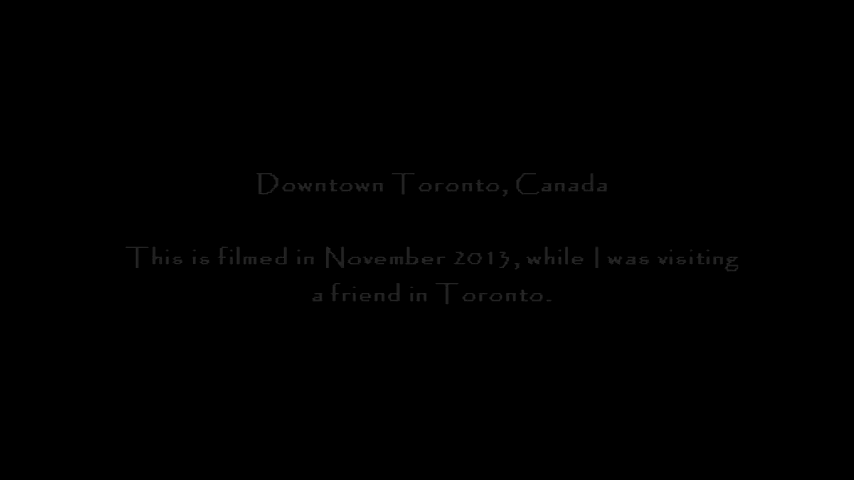 Downtown Toronto, Canada
This is filmed in November 2013, while I was visiting
a friend in Toronto.